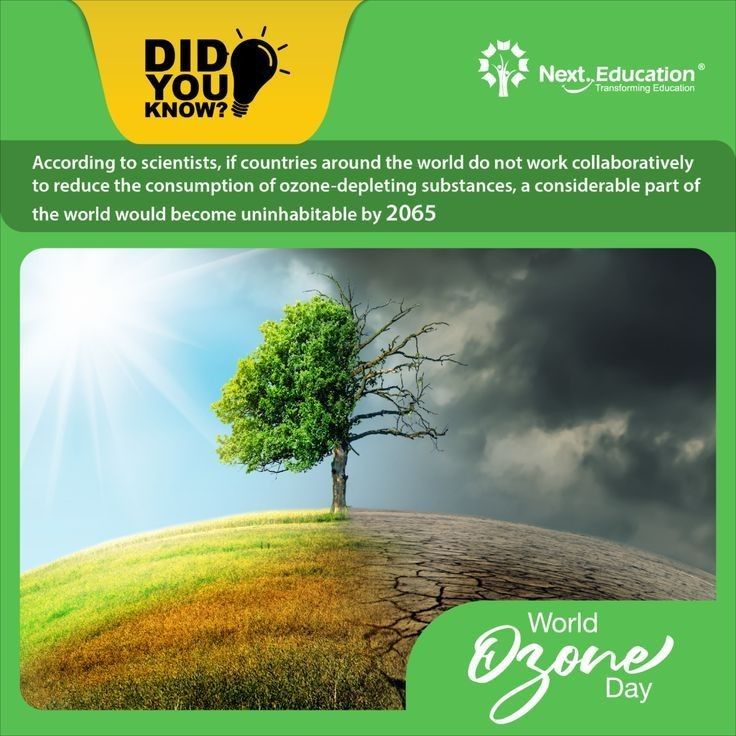 DID
YOU
KNOW?
Next Education®
Transforming Education
According to scientists, if countries around the world do not work collaboratively
to reduce the consumption of ozone-depleting substances, a considerable part of
the world would become uninhabitable by 2065
World
Ozone
Day